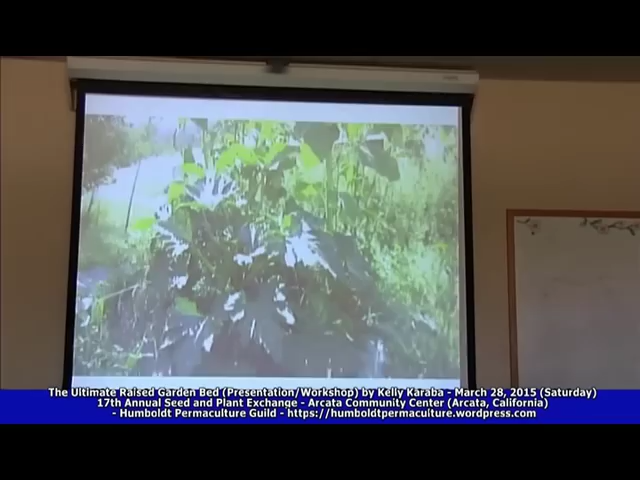 The Ultimate Raised Garden Bed (Presentation/Workshop) by Kelly Karaba - March 28, 2015 (Saturday)
17th Annual Seed and Plant Exchange - Arcata Community Center (Arcata, California)
- Humboldt Permaculture Guild - https://humboldtpermaculture.wordpress.com